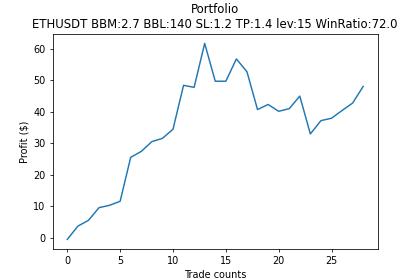 Portfolio
ETHUSDT BBM:2.7 BBL:140 SL:1.2 TP:1.4 lev:15 WinRatio:72.0
60
50
40
30
20
10
0
Profit ($)
0 5 10 15 20 25
Trade counts